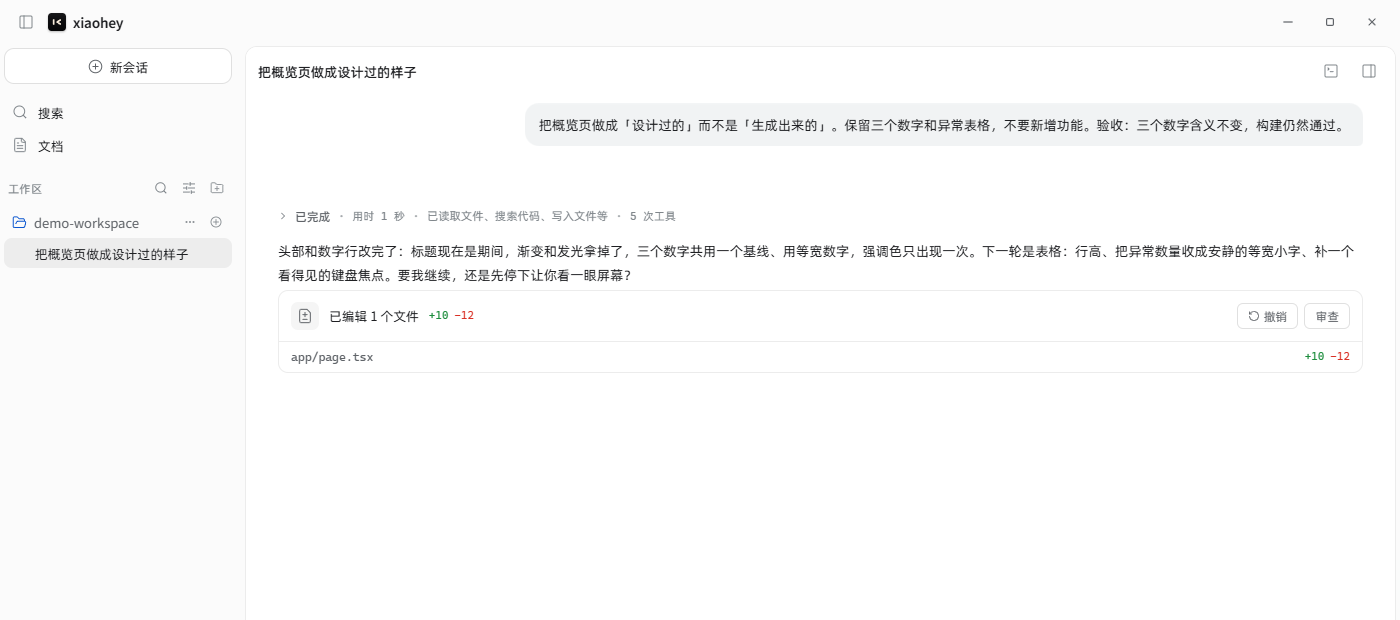 xiaohey
新会话
搜索
文档
工作区
demo-workspace
把概览页做成设计过的样子
把概览页做成设计过的样子
把概览页做成「设计过的」而不是「生成出来的」。保留三个数字和异常表格，不要新增功能。验收：三个数字含义不变，构建仍然通过。
已完成 · 用时 1 秒 · 已读取文件、搜索代码、写入文件等 · 5 次工具
头部和数字行改完了：标题现在是期间，渐变和发光拿掉了，三个数字共用一个基线、用等宽数字，强调色只出现一次。下一轮是表格：行高、把异常数量收成安静的等宽小字、补一个
看得见的键盘焦点。要我继续，还是先停下让你看一眼屏幕？
已编辑 1 个文件 +10 −12
撤销
审查
app/page.tsx
+10 −12